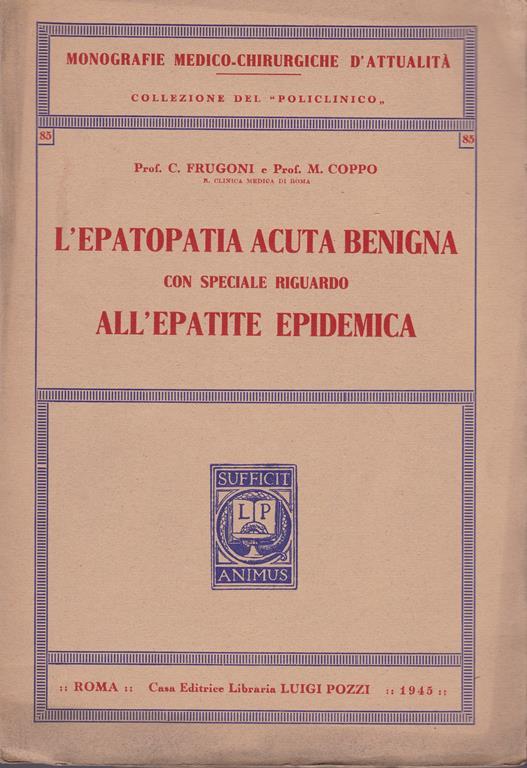 MONOGRAFIE MEDICO-CHIRURGICHE D'ATTUALITÀ
COLLEZIONE DEL "POLICLINICO„
85 85
Prof. C. FRUGONI e Prof. M. COPPO
R. CLINICA MEDICA DI ROMA
L'EPATOPATIA ACUTA BENIGNA
CON SPECIALE RIGUARDO
ALL'EPATITE EPIDEMICA
SUFFICIT
L P
ANIMUS
:: ROMA :: Casa Editrice Libraria LUIGI POZZI :: 1945 ::